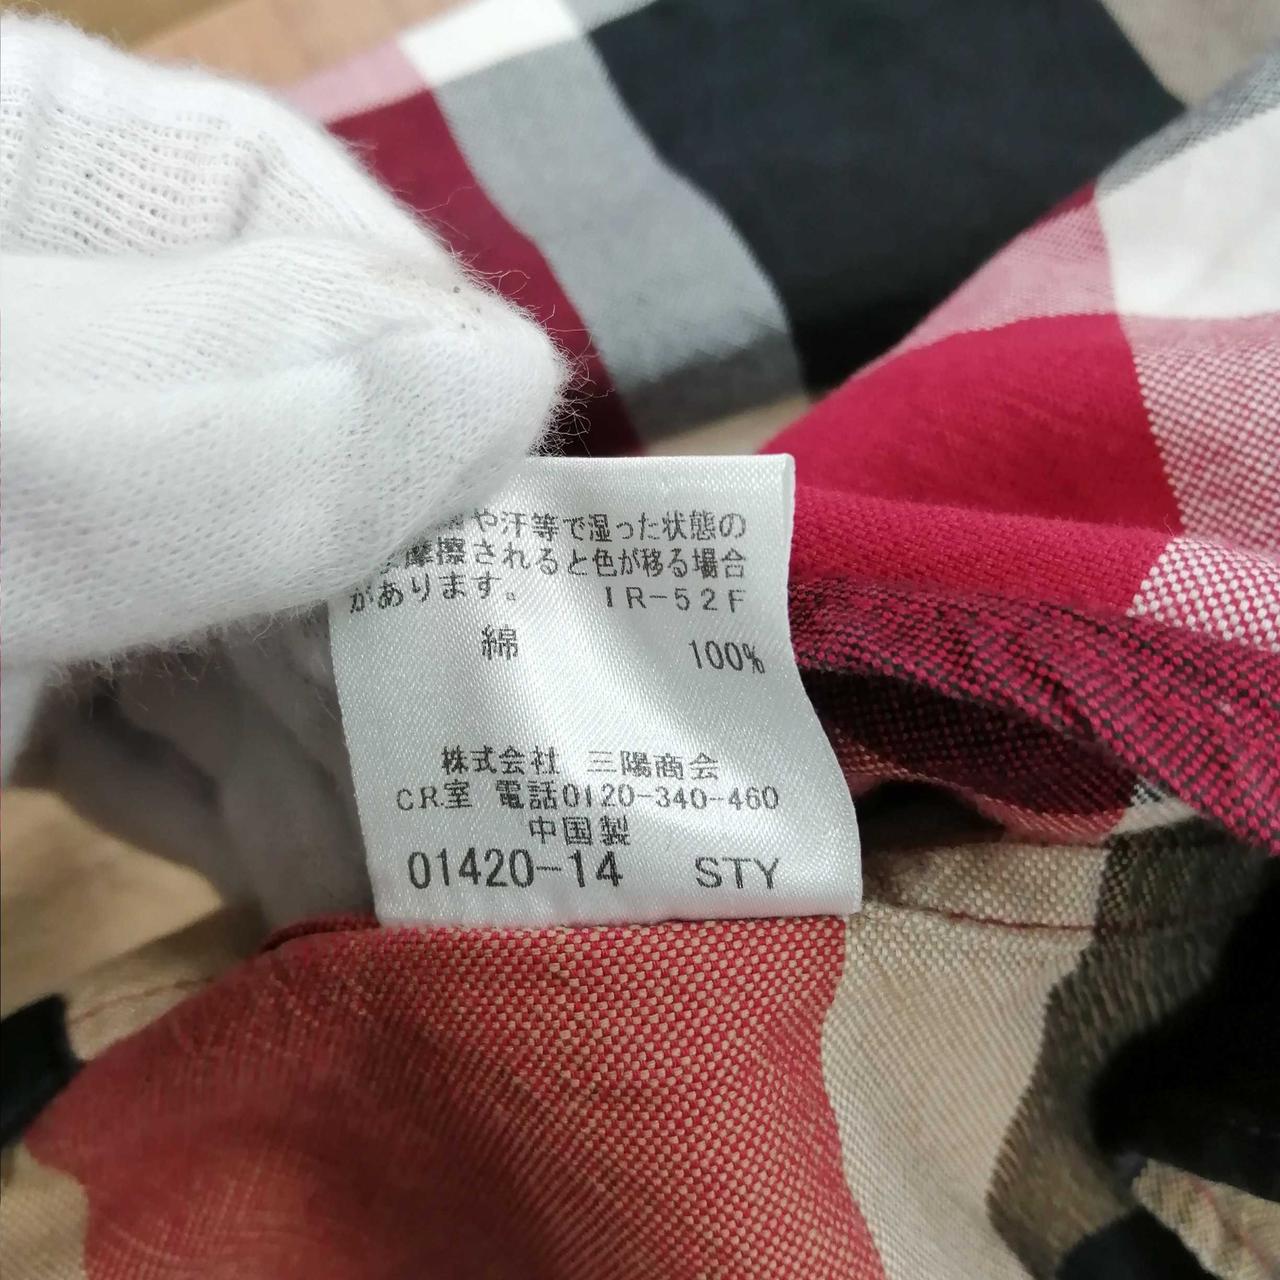 や汗等で湿った状態の
摩擦されると色が移る場合
があります。 IR-52F
綿 100%
株式会社 三陽商会
CR室 電話0120-340-460
中国製
01420-14 STY